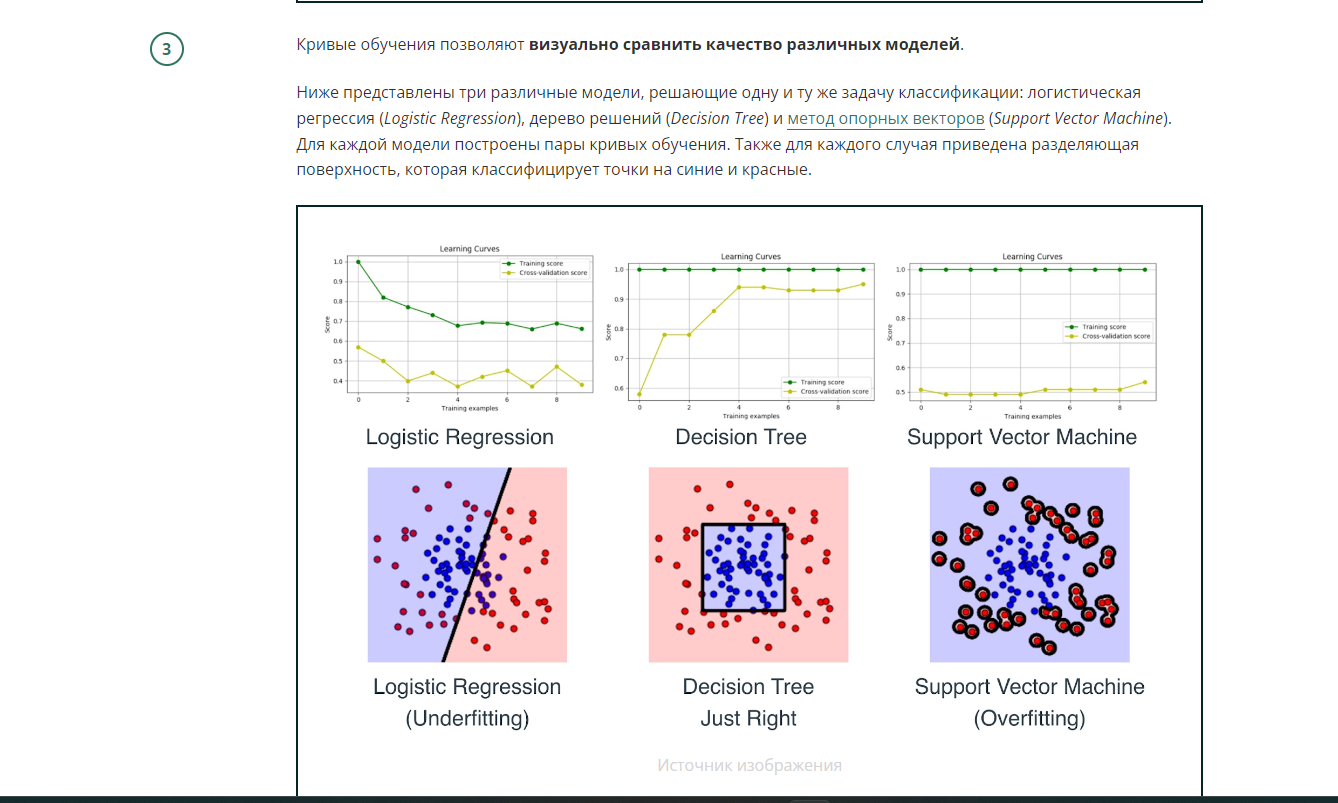 3
Кривые обучения позволяют визуально сравнить качество различных моделей.
Ниже представлены три различные модели, решающие одну и ту же задачу классификации: логистическая
регрессия (Logistic Regression), дерево решений (Decision Tree) и метод опорных векторов (Support Vector Machine).
Для каждой модели построены пары кривых обучения. Также для каждого случая приведена разделяющая
поверхность, которая классифицирует точки на синие и красные.
Learning Curves
Training score
Cross-validation score
Score
1.0
0.9
0.8
0.7
0.6
0.5
0.4
0 2 4 6 8
Training examples
Logistic Regression
Learning Curves
Score
1.0
0.9
0.8
0.7
0.6
Training score
Cross-validation score
0 2 4 6 8
Training examples
Decision Tree
Learning Curves
Score
1.0
0.9
0.8
0.7
0.6
0.5
Training score
Cross-validation score
0 2 4 6 8
Training examples
Support Vector Machine
Logistic Regression
(Underfitting)
Decision Tree
Just Right
Support Vector Machine
(Overfitting)
Источник изображения